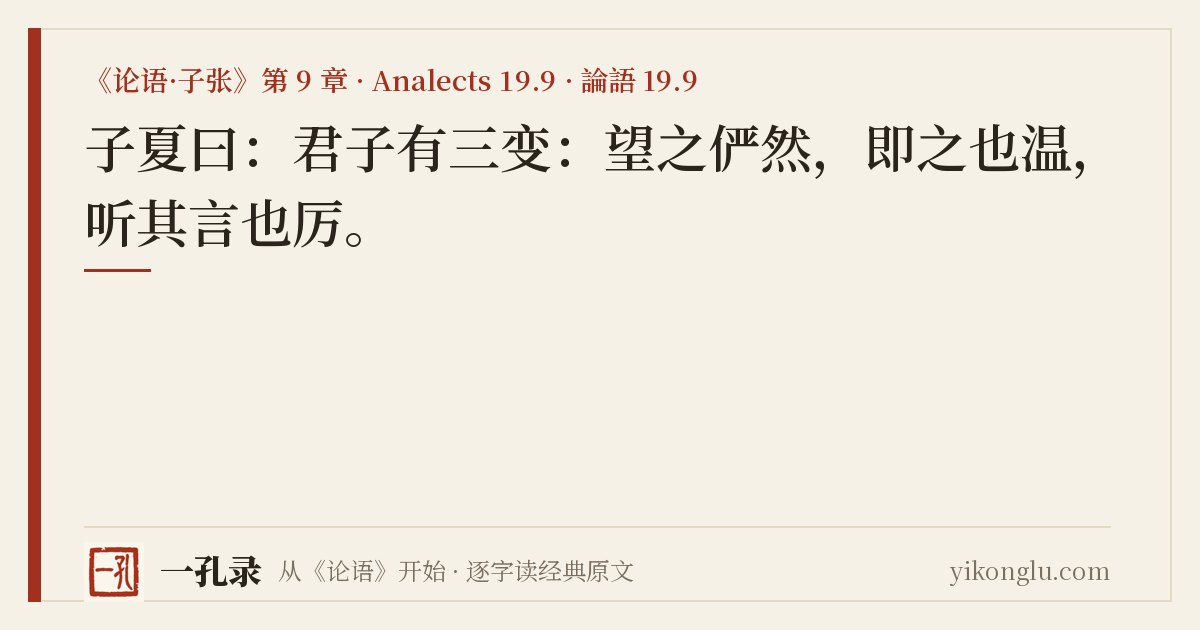 《论语·子张》第 9 章 · Analects 19.9 · 論語 19.9
子夏曰：君子有三变：望之俨然，即之也温，
听其言也厉。
一孔
一孔录 从《论语》开始 · 逐字读经典原文 yikonglu.com